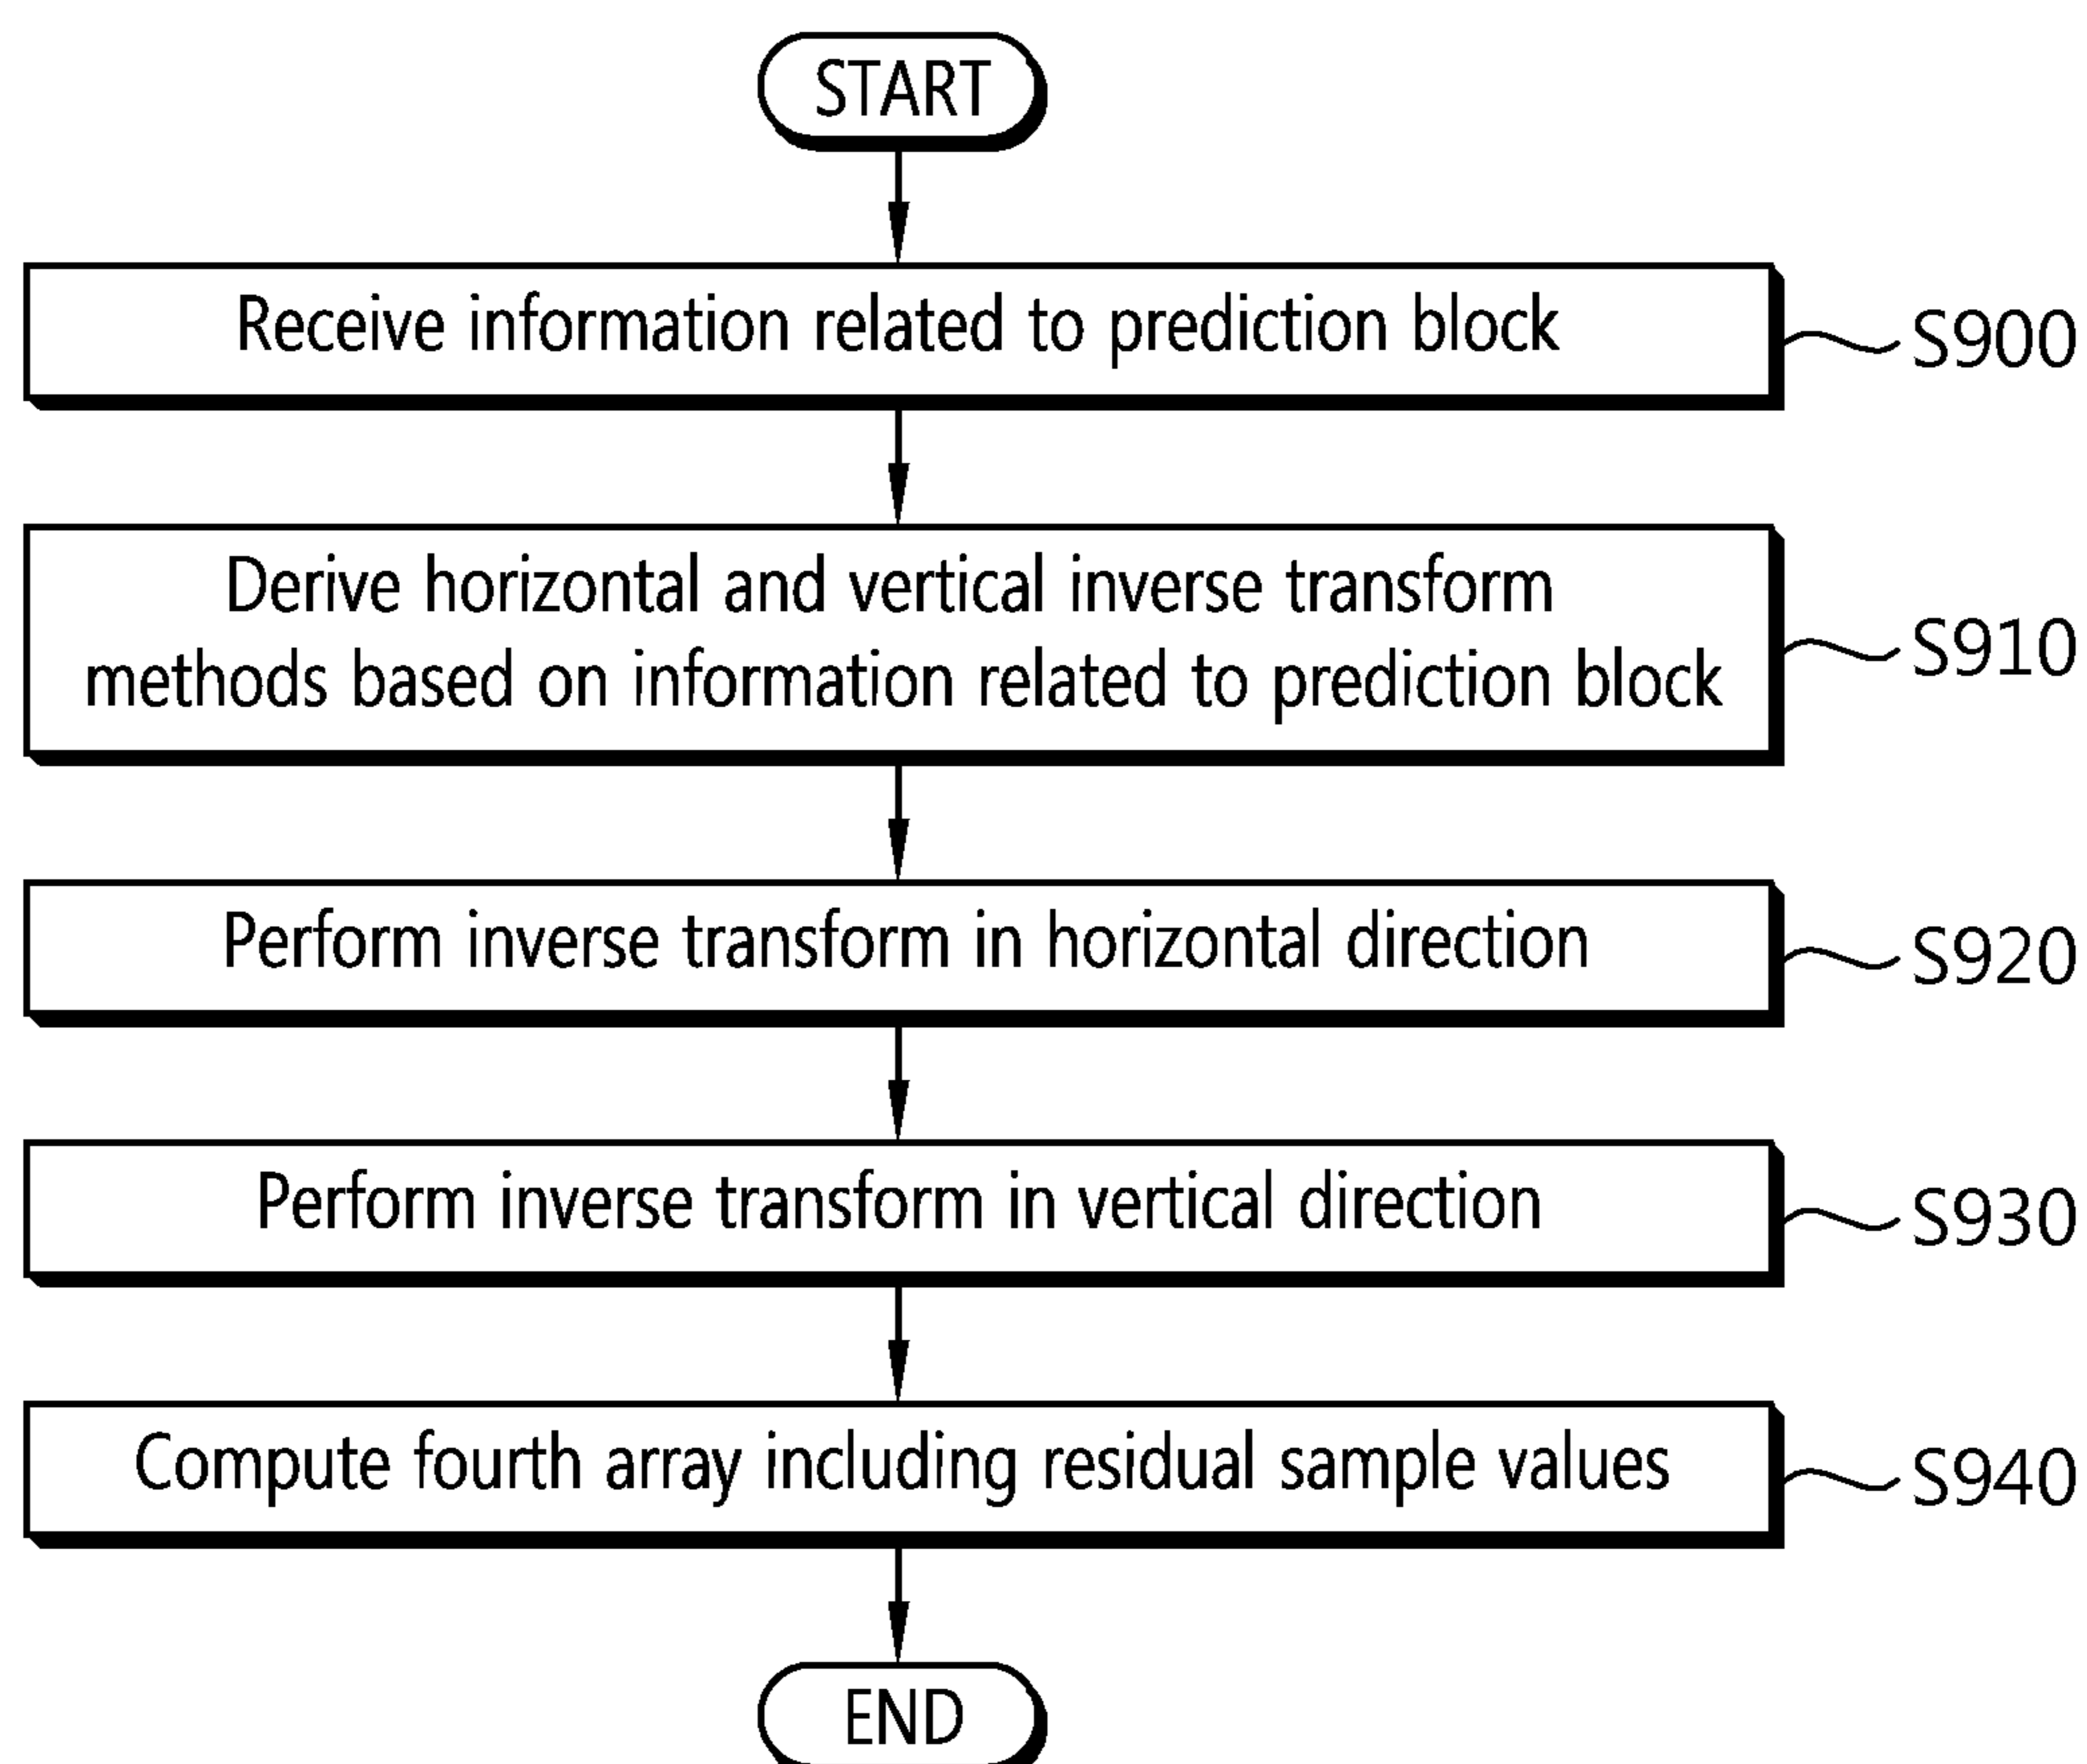 START
Receive information related to prediction block
S900
Derive horizontal and vertical inverse transform
methods based on information related to prediction block
S910
Perform inverse transform in horizontal direction
S920
Perform inverse transform in vertical direction
S930
Compute fourth array including residual sample values
S940
END